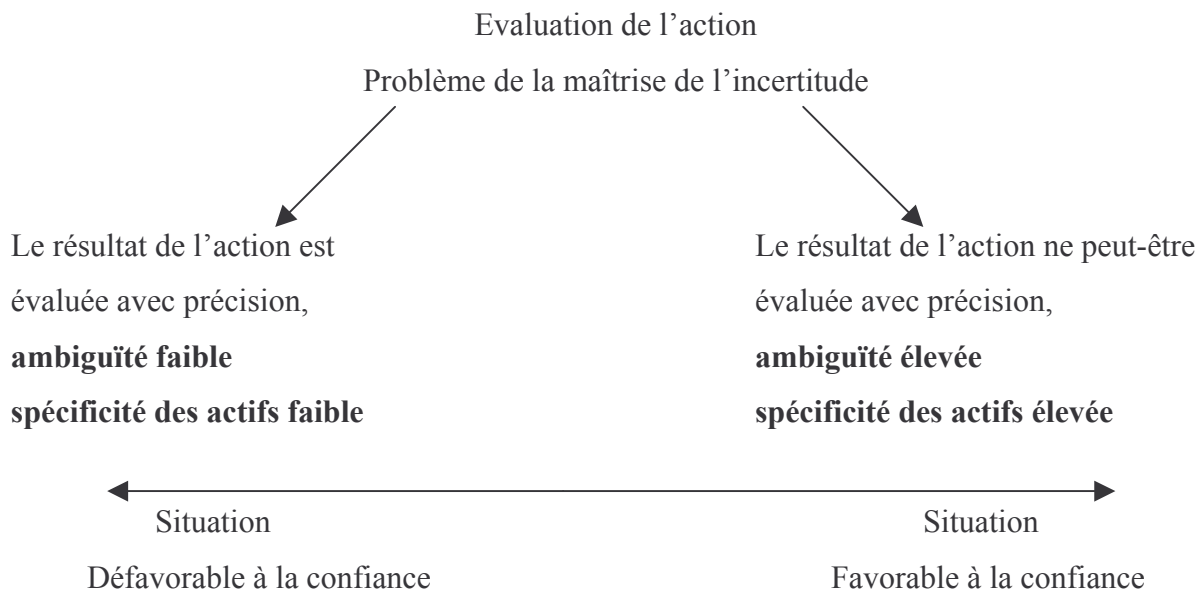 Evaluation de l’action
Problème de la maîtrise de l’incertitude
Le résultat de l’action est
évaluée avec précision,
ambiguïté faible
spécificité des actifs faible
Le résultat de l’action ne peut-être
évaluée avec précision,
ambiguïté élevée
spécificité des actifs élevée
Situation
Défavorable à la confiance
Situation
Favorable à la confiance